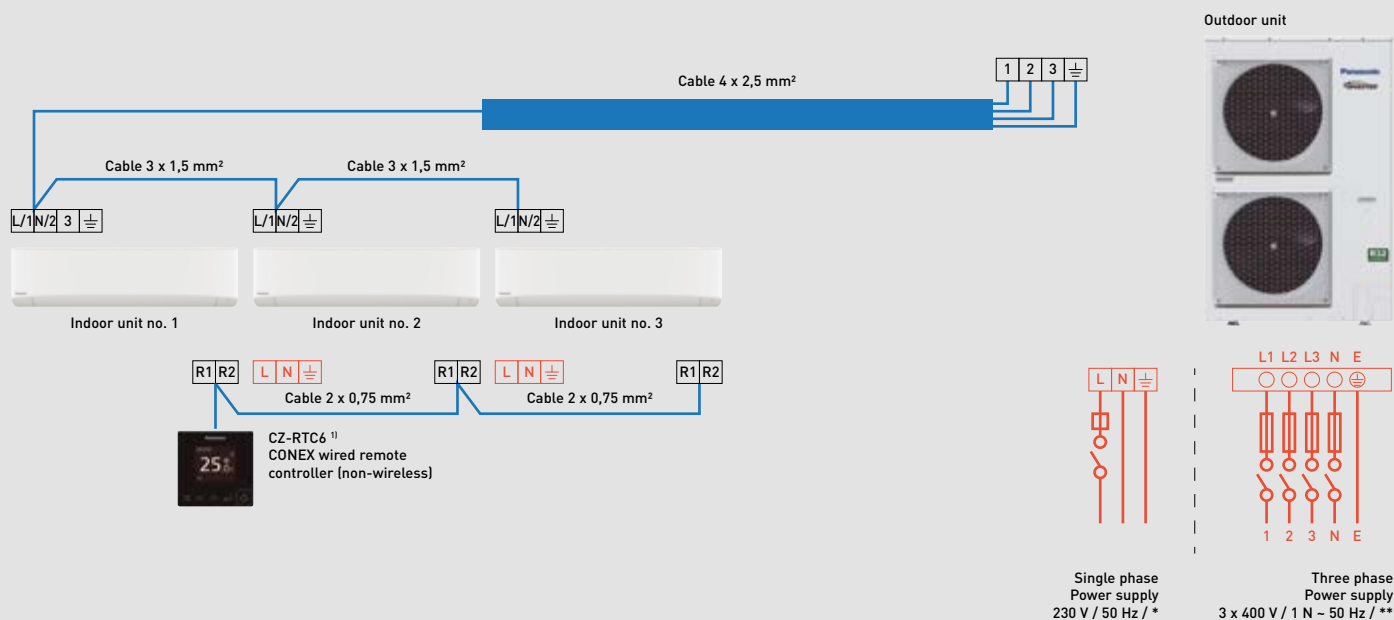 Outdoor unit
Panasonic
Inverter
Cable 4 x 2,5 mm²
1 2 3
Cable 3 x 1,5 mm²
Cable 3 x 1,5 mm²
L/1 N/2 3
L/1 N/2
L/1 N/2
Indoor unit no. 1
Indoor unit no. 2
Indoor unit no. 3
R32
R1 R2
L N
R1 R2
L N
R1 R2
Cable 2 x 0,75 mm²
Cable 2 x 0,75 mm²
Panasonic
25
CZ-RTC6 ¹⁾
CONEX wired remote
controller (non-wireless)
L N
L1 L2 L3 N E
1 2 3 N E
Single phase
Power supply
230 V / 50 Hz / *
Three phase
Power supply
3 x 400 V / 1 N ~ 50 Hz / **